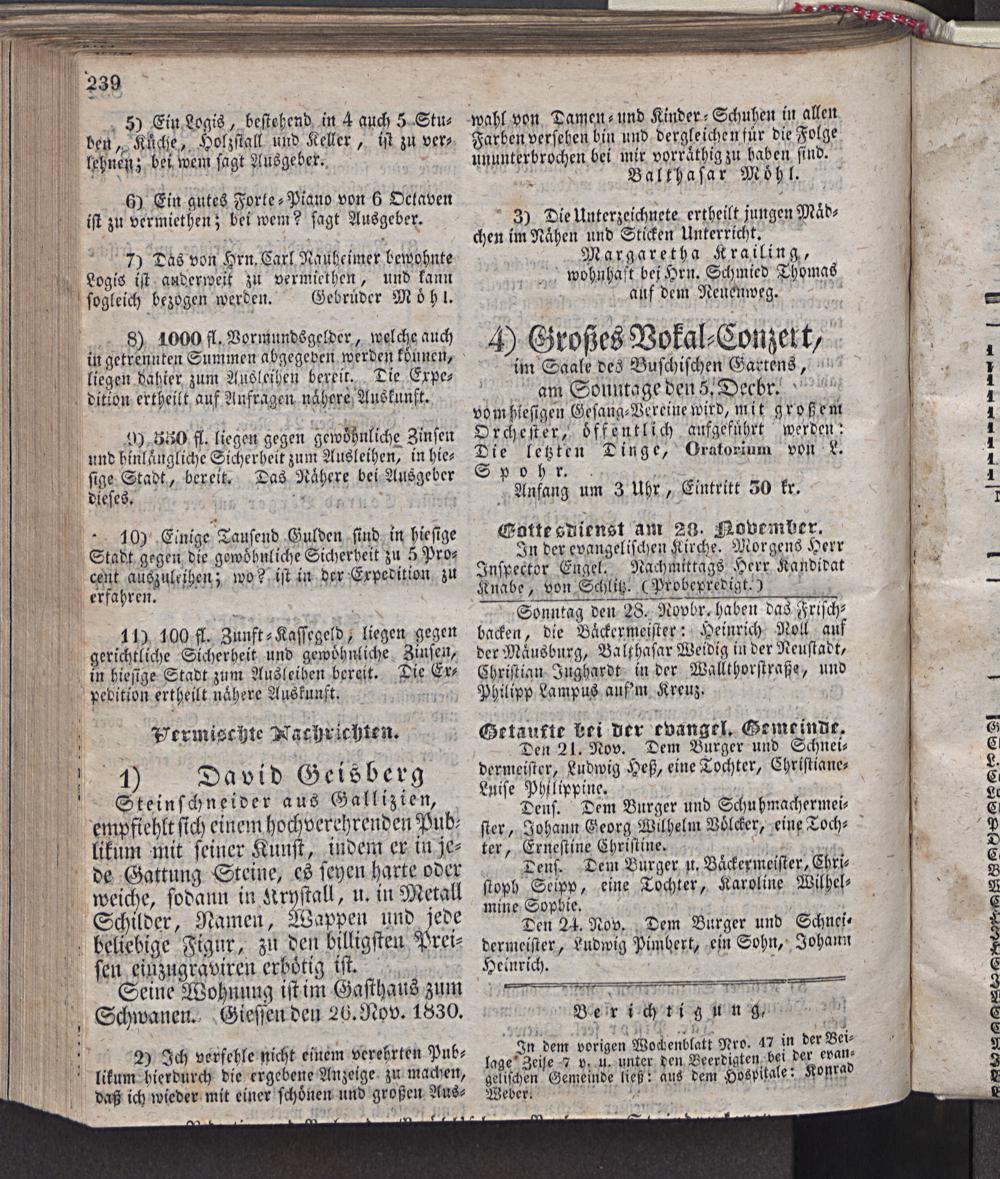 239
5) Ein Logis, bestehend in 4 auch 5 Stu-
ben, Küche, Holzstall und Keller, ist zu ver-
lehnen; bei wem sagt Ausgeber.
6) Ein gutes Forte-Piano von 6 Octaven
ist zu vermiethen; bei wem? sagt Ausgeber.
7) Das von Hrn. Carl Nauheimer bewohnte
Logis ist anderweit zu vermiethen, und kann
sogleich bezogen werden. Gebrüder Möhl.
8) 1000 fl. Vormundsgelder, welche auch
in getrennten Summen abgegeben werden können,
liegen dahier zum Ausleihen bereit. Die Expe-
dition ertheilt auf Anfragen nähere Auskunft.
9) 550 fl. liegen gegen gewöhnliche Zinsen
und hinlängliche Sicherheit zum Ausleihen, in hie-
sige Stadt, bereit. Das Nähere bei Ausgeber
dieses.
10) Einige Tausend Gulden sind in hiesige
Stadt gegen die gewöhnliche Sicherheit zu 5 Pro-
cent auszuleihen; wo? ist in der Expedition zu
erfahren.
11) 100 fl. Zunft-Kassegeld, liegen gegen
gerichtliche Sicherheit und gewöhnliche Zinsen,
in hiesige Stadt zum Ausleihen bereit. Die Ex-
pedition ertheilt nähere Auskunft.
Vermischte Nachrichten.
1) David Geisberg
Steinschneider aus Gallizien,
empfiehlt sich einem hochverehrenden Pub-
likum mit seiner Kunst, indem er in je-
de Gattung Steine, es seyen harte oder
weiche, sodann in Krystall, u. in Metall
Schilder, Namen, Wappen und jede
beliebige Figur, zu den billigsten Prei-
sen einzugraviren erbötig ist.
Seine Wohnung ist im Gasthaus zum
Schwanen. Giessen den 26. Nov. 1830.
2) Ich verfehle nicht einem verehrten Pub-
likum hierdurch die ergebene Anzeige zu machen,
daß ich wieder mit einer schönen und großen Aus-
wahl von Damen- und Kinder-Schuhen in allen
Farben versehen bin und dergleichen für die Folge
ununterbrochen bei mir vorräthig zu haben sind.
Balthasar Möhl.
3) Die Unterzeichnete ertheilt jungen Mäd-
chen im Nähen und Sticken Unterricht.
Margaretha Krailing,
wohnhaft bei Hrn. Schmied Thomas
auf dem Neuenweg.
4) Großes Vokal-Conzert,
im Saale des Buschischen Gartens,
am Sonntage den 5. Decbr.
vom hiesigen Gesang-Vereine wird, mit großem
Orchester, öffentlich aufgeführt werden:
Die letzten Dinge, Oratorium von L.
Spohr.
Anfang um 3 Uhr, Eintritt 30 kr.
Gottesdienst am 28. November.
In der evangelischen Kirche. Morgens Herr
Inspector Engel. Nachmittags Herr Kandidat
Knabe, von Schlitz. (Probepredigt.)
Sonntag den 28. Novbr. haben das Frisch-
backen, die Bäckermeister: Heinrich Noll auf
der Mäusburg, Balthasar Weidig in der Neustadt,
Christian Jughardt in der Wallthorstraße, und
Philipp Lampus auf'm Kreuz.
Getaufte bei der evangel. Gemeinde.
Den 21. Nov. Dem Burger und Schnei-
dermeister, Ludwig Heß, eine Tochter, Christiane
Luise Philippine.
Dens. Dem Burger und Schuhmachermei-
ster, Johann Georg Wilhelm Völcker, eine Toch-
ter, Ernestine Christine.
Dens. Dem Burger u. Bäckermeister, Chri-
stoph Seipp, eine Tochter, Karoline Wilhel-
mine Sophie.
Den 24. Nov. Dem Burger und Schnei-
dermeister, Ludwig Pimbert, ein Sohn, Johann
Heinrich.
Berichtigung.
In dem vorigen Wochenblatt Nro. 47 in der Bei-
lage Zeile 7 v. u. unter den Beerdigten bei der evan-
gelischen Gemeinde ließ: aus dem Hospitale: Konrad
Weber.